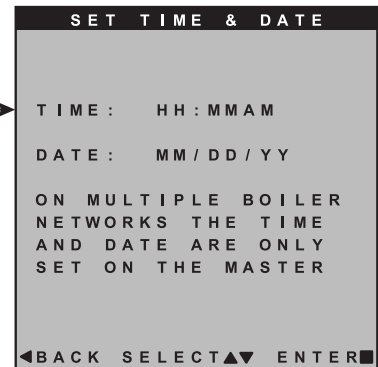 SET TIME & DATE
TIME: HH:MMAM
DATE: MM/DD/YY
ON MULTIPLE BOILER
NETWORKS THE TIME
AND DATE ARE ONLY
SET ON THE MASTER
◀BACK SELECT▲▼ ENTER■